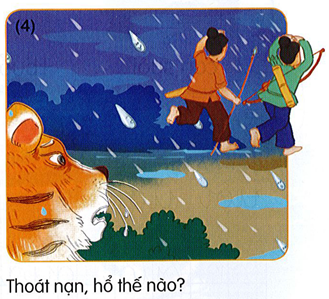 (4)
Thoát nạn, hổ thế nào?